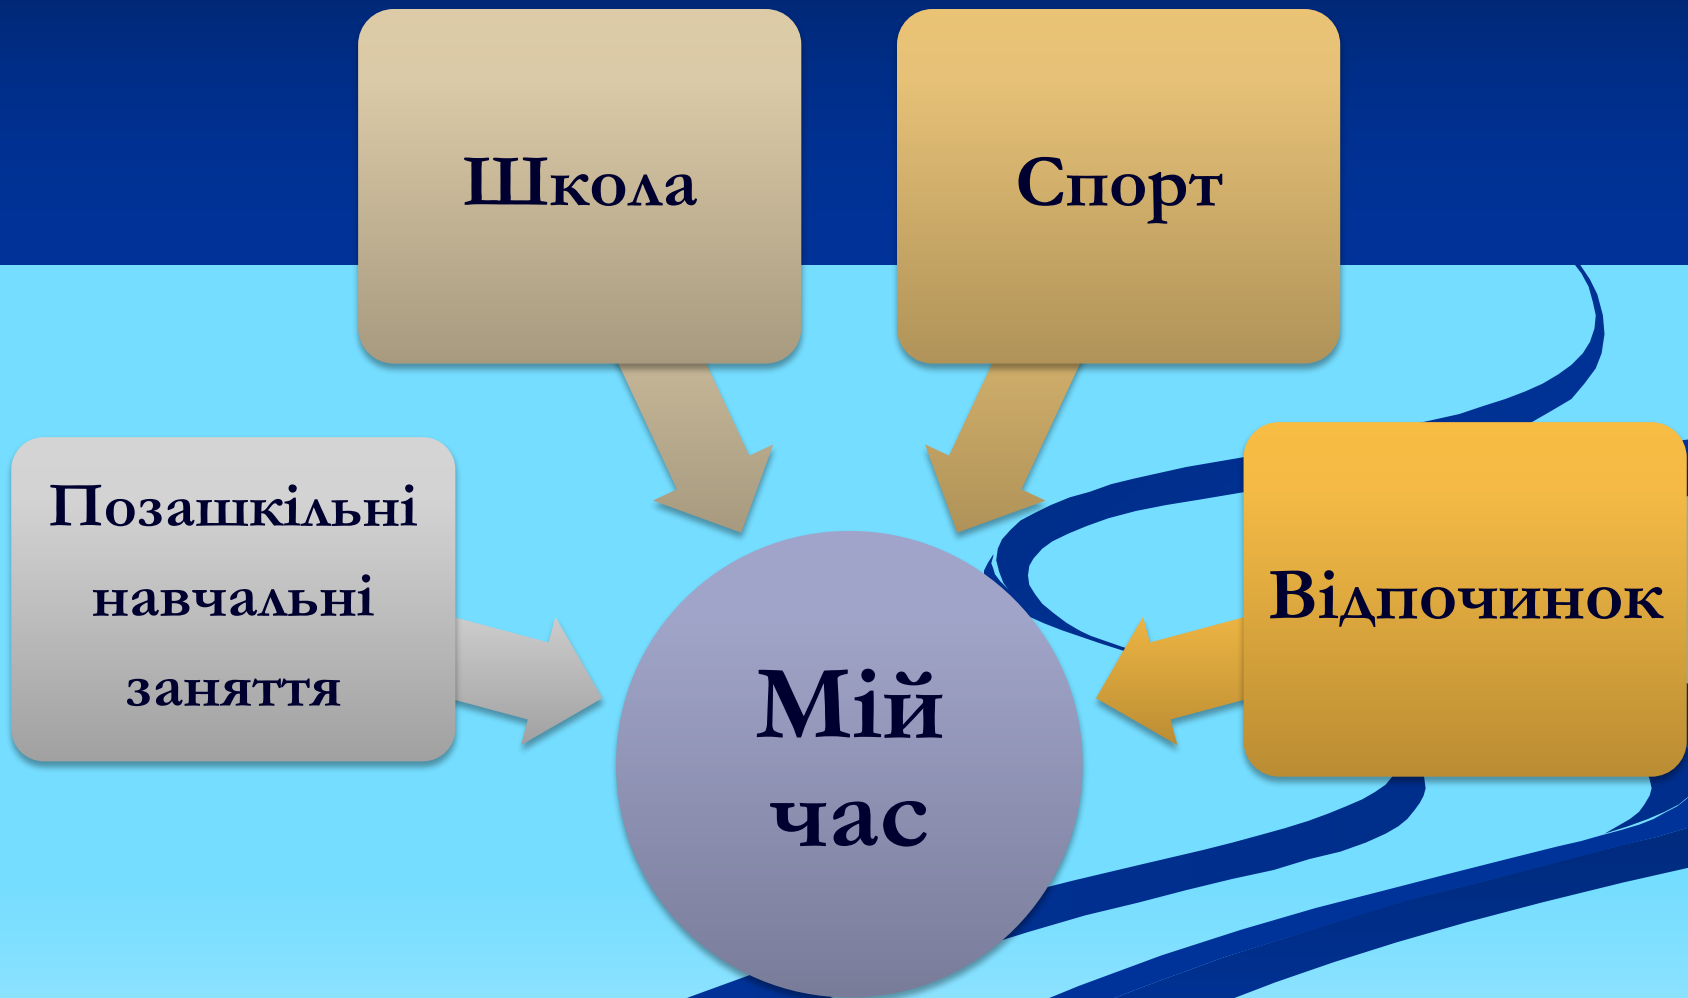 Школа
Спорт
Позашкільні
навчальні
заняття
Відпочинок
Мій
час